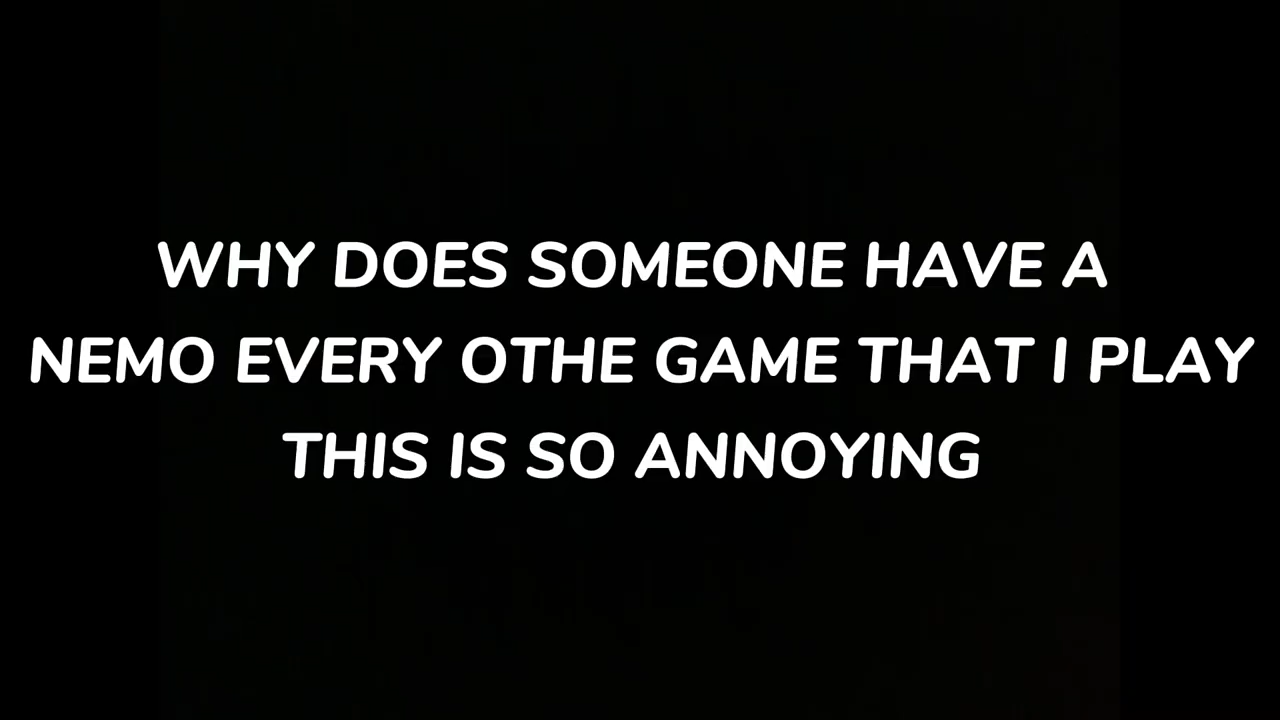 WHY DOES SOMEONE HAVE A
NEMO EVERY OTHE GAME THAT I PLAY
THIS IS SO ANNOYING